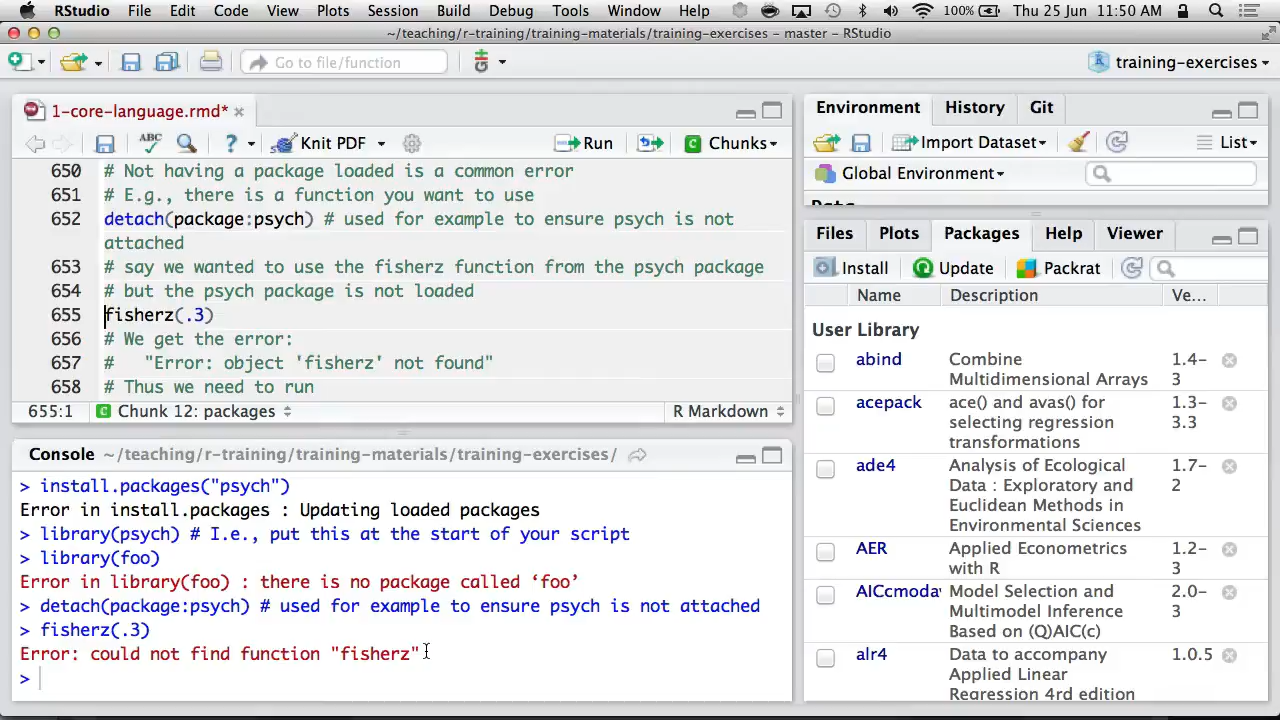 RStudio File Edit Code View Plots Session Build Debug Tools Window Help 100% Thu 25 Jun 11:50 AM
~/teaching/r-training/training-materials/training-exercises - master - RStudio
Go to file/function training-exercises
1-core-language.rmd*
ABC ? Knit PDF Run Chunks
650 # Not having a package loaded is a common error
651 # E.g., there is a function you want to use
652 detach(package:psych) # used for example to ensure psych is not
attached
653 # say we wanted to use the fisherz function from the psych package
654 # but the psych package is not loaded
655 fisherz(.3)
656 # We get the error:
657 #   "Error: object 'fisherz' not found"
658 # Thus we need to run
655:1 C Chunk 12: packages R Markdown
Console ~/teaching/r-training/training-materials/training-exercises/
> install.packages("psych")
Error in install.packages : Updating loaded packages
> library(psych) # I.e., put this at the start of your script
> library(foo)
Error in library(foo) : there is no package called ‘foo’
> detach(package:psych) # used for example to ensure psych is not attached
> fisherz(.3)
Error: could not find function "fisherz"
>
Environment History Git
Import Dataset List
Global Environment
Files Plots Packages Help Viewer
Install Update Packrat
Name Description Ve...
User Library
abind Combine Multidimensional Arrays 1.4-3
acepack ace() and avas() for selecting regression transformations 1.3-3.3
ade4 Analysis of Ecological Data : Exploratory and Euclidean Methods in Environmental Sciences 1.7-2
AER Applied Econometrics with R 1.2-3
AICcmodav Model Selection and Multimodel Inference Based on (Q)AIC(c) 2.0-3
alr4 Data to accompany Applied Linear Regression 4rd edition 1.0.5